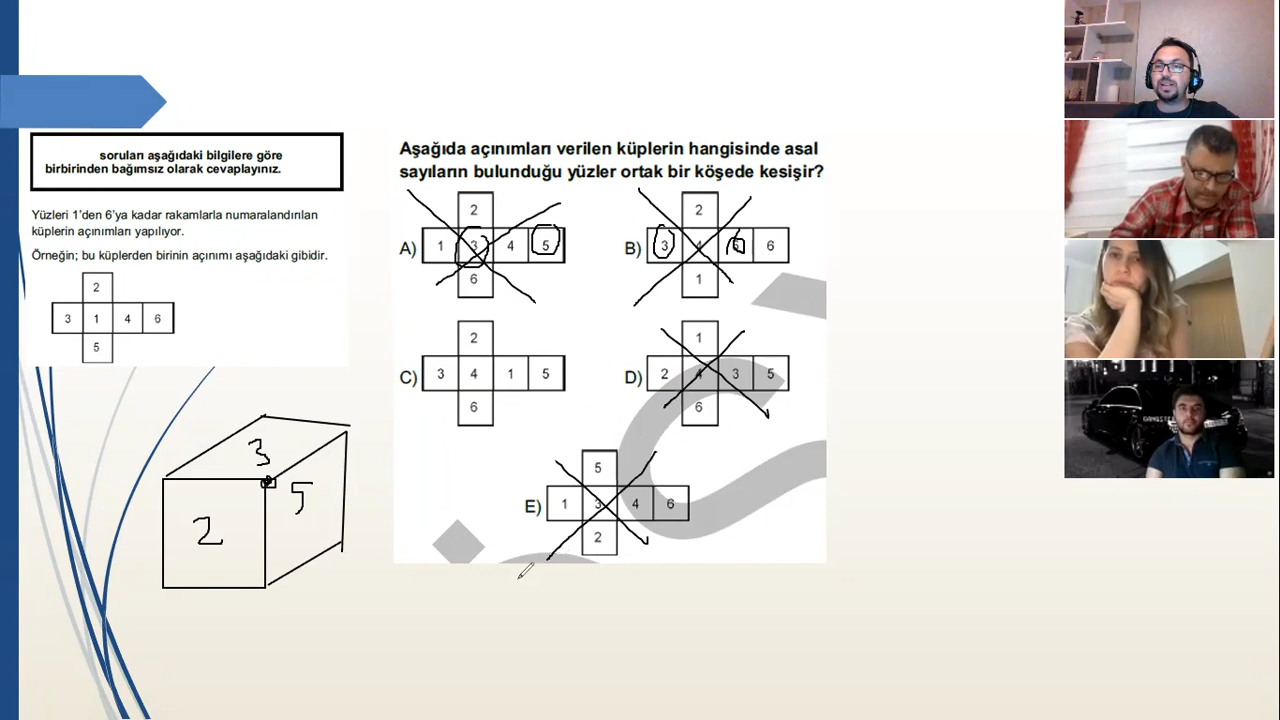 soruları aşağıdaki bilgilere göre
birbirinden bağımsız olarak cevaplayınız.
Yüzleri 1'den 6'ya kadar rakamlarla numaralandırılan
küplerin açınımları yapılıyor.
Örneğin; bu küplerden birinin açınımı aşağıdaki gibidir.
2
3 1 4 6
5
3
2 5
Aşağıda açınımları verilen küplerin hangisinde asal
sayıların bulunduğu yüzler ortak bir köşede kesişir?
2
A) 1 3 4 5
6
2
B) 3 4 5 6
1
2
C) 3 4 1 5
6
1
D) 2 4 3 5
6
5
E) 1 3 4 6
2
GANGSTER